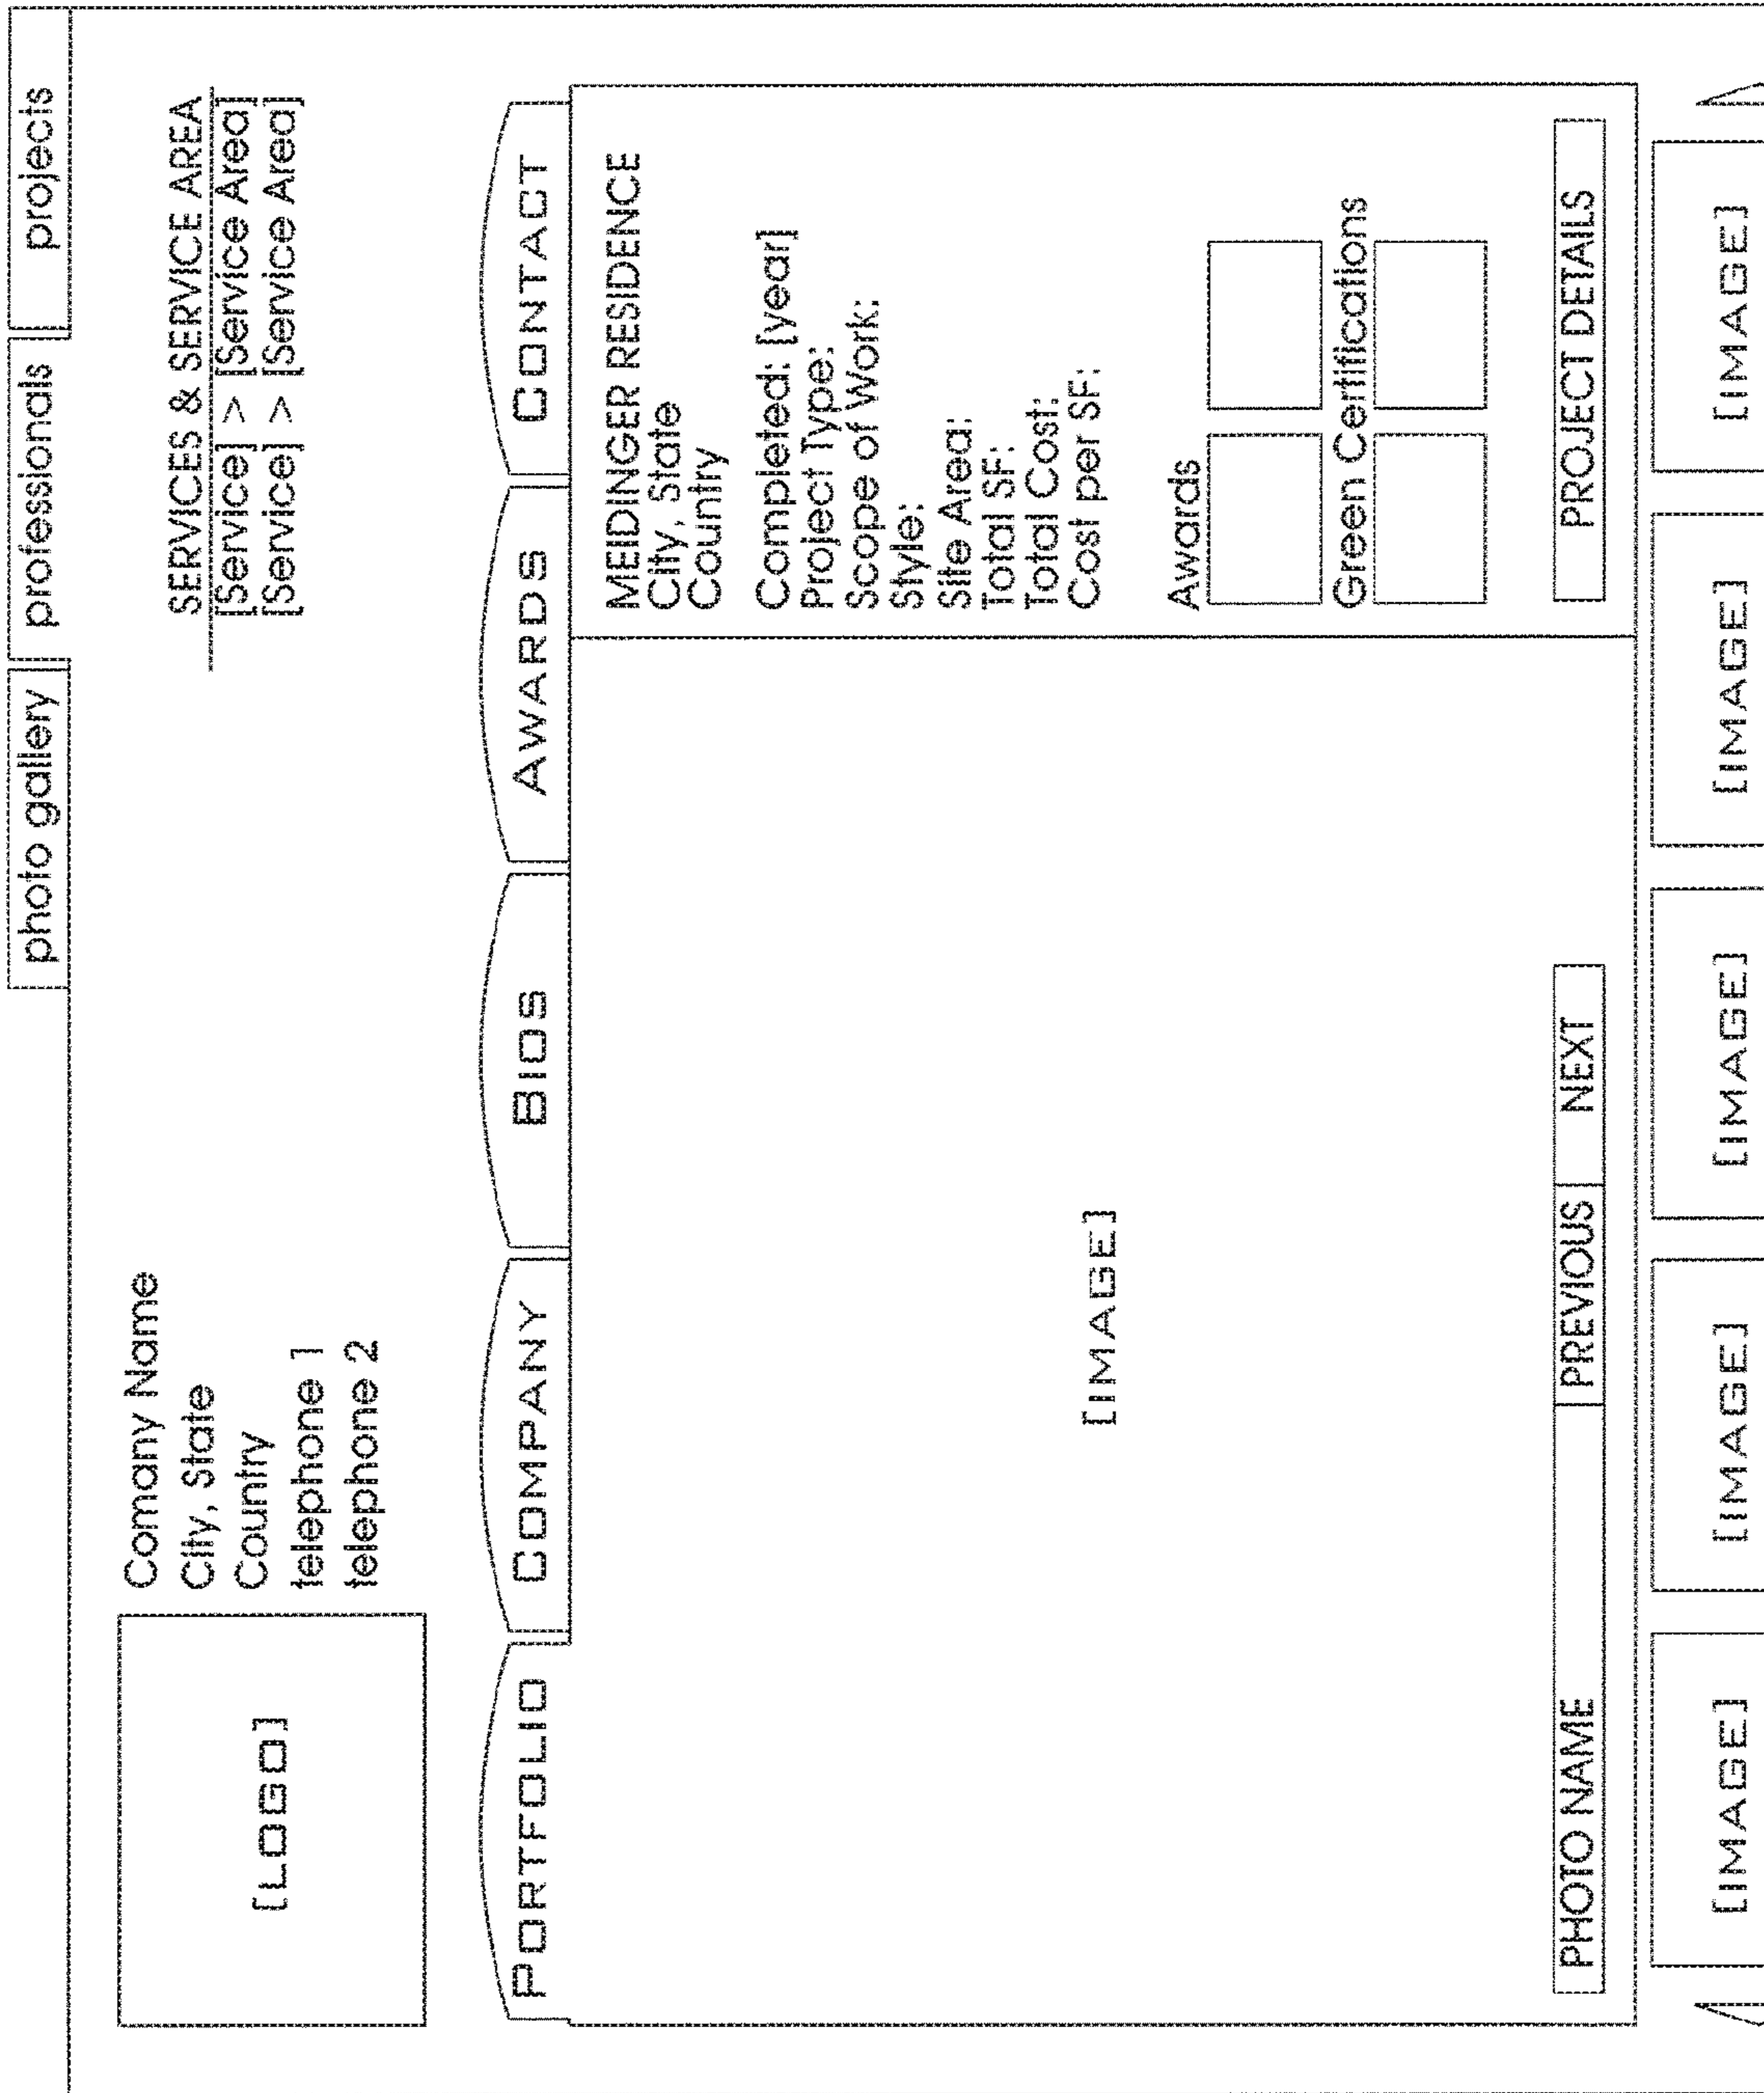 photo gallery
professionals
projects
[LOGO]
Comany Name
City, State
Country
telephone 1
telephone 2
SERVICES & SERVICE AREA
[Service] > [Service Area]
[Service] > [Service Area]
PORTFOLIO
COMPANY
BIOS
AWARDS
CONTACT
[IMAGE]
PHOTO NAME
PREVIOUS
NEXT
MEIDINGER RESIDENCE
City, State
Country
Completed: [year]
Project Type:
Scope of Work:
Style:
Site Area:
Total SF:
Total Cost:
Cost per SF:
Awards
Green Certifications
PROJECT DETAILS
[IMAGE]
[IMAGE]
[IMAGE]
[IMAGE]
[IMAGE]